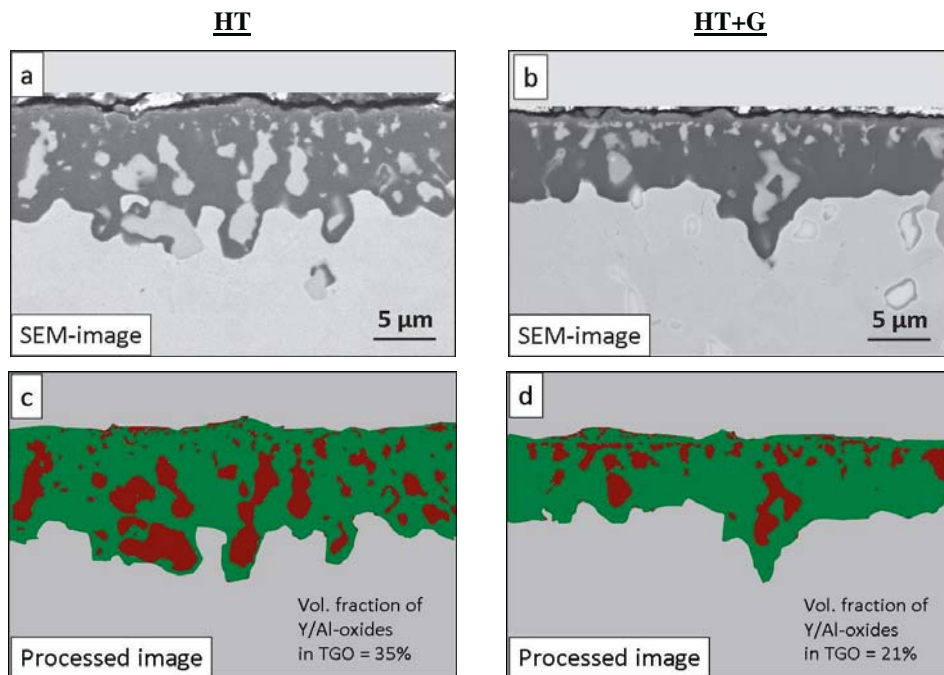 HT
HT+G
a
b
SEM-image
5 µm
SEM-image
5 µm
c
d
Processed image
Vol. fraction of
Y/Al-oxides
in TGO = 35%
Processed image
Vol. fraction of
Y/Al-oxides
in TGO = 21%